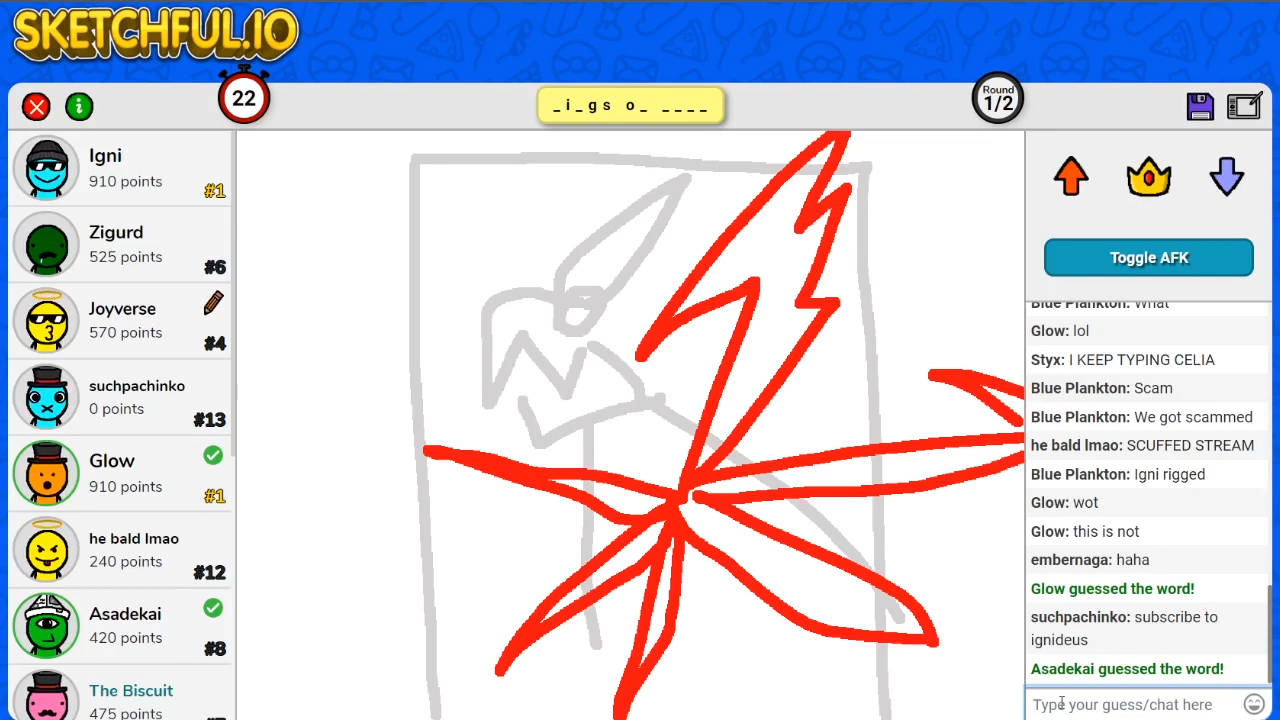 SKETCHFUL.IO
22
_ i _ g s o _ _ _ _ _
Round
1/2
Igni
910 points
#1
Zigurd
525 points
#6
Joyverse
570 points
#4
suchpachinko
0 points
#13
Glow
910 points
#1
he bald lmao
240 points
#12
Asadekai
420 points
#8
The Biscuit
475 points
Toggle AFK
Blue Plankton: What
Glow: lol
Styx: I KEEP TYPING CELIA
Blue Plankton: Scam
Blue Plankton: We got scammed
he bald lmao: SCUFFED STREAM
Blue Plankton: Igni rigged
Glow: wot
Glow: this is not
embernaga: haha
Glow guessed the word!
suchpachinko: subscribe to
ignideus
Asadekai guessed the word!
Type your guess/chat here